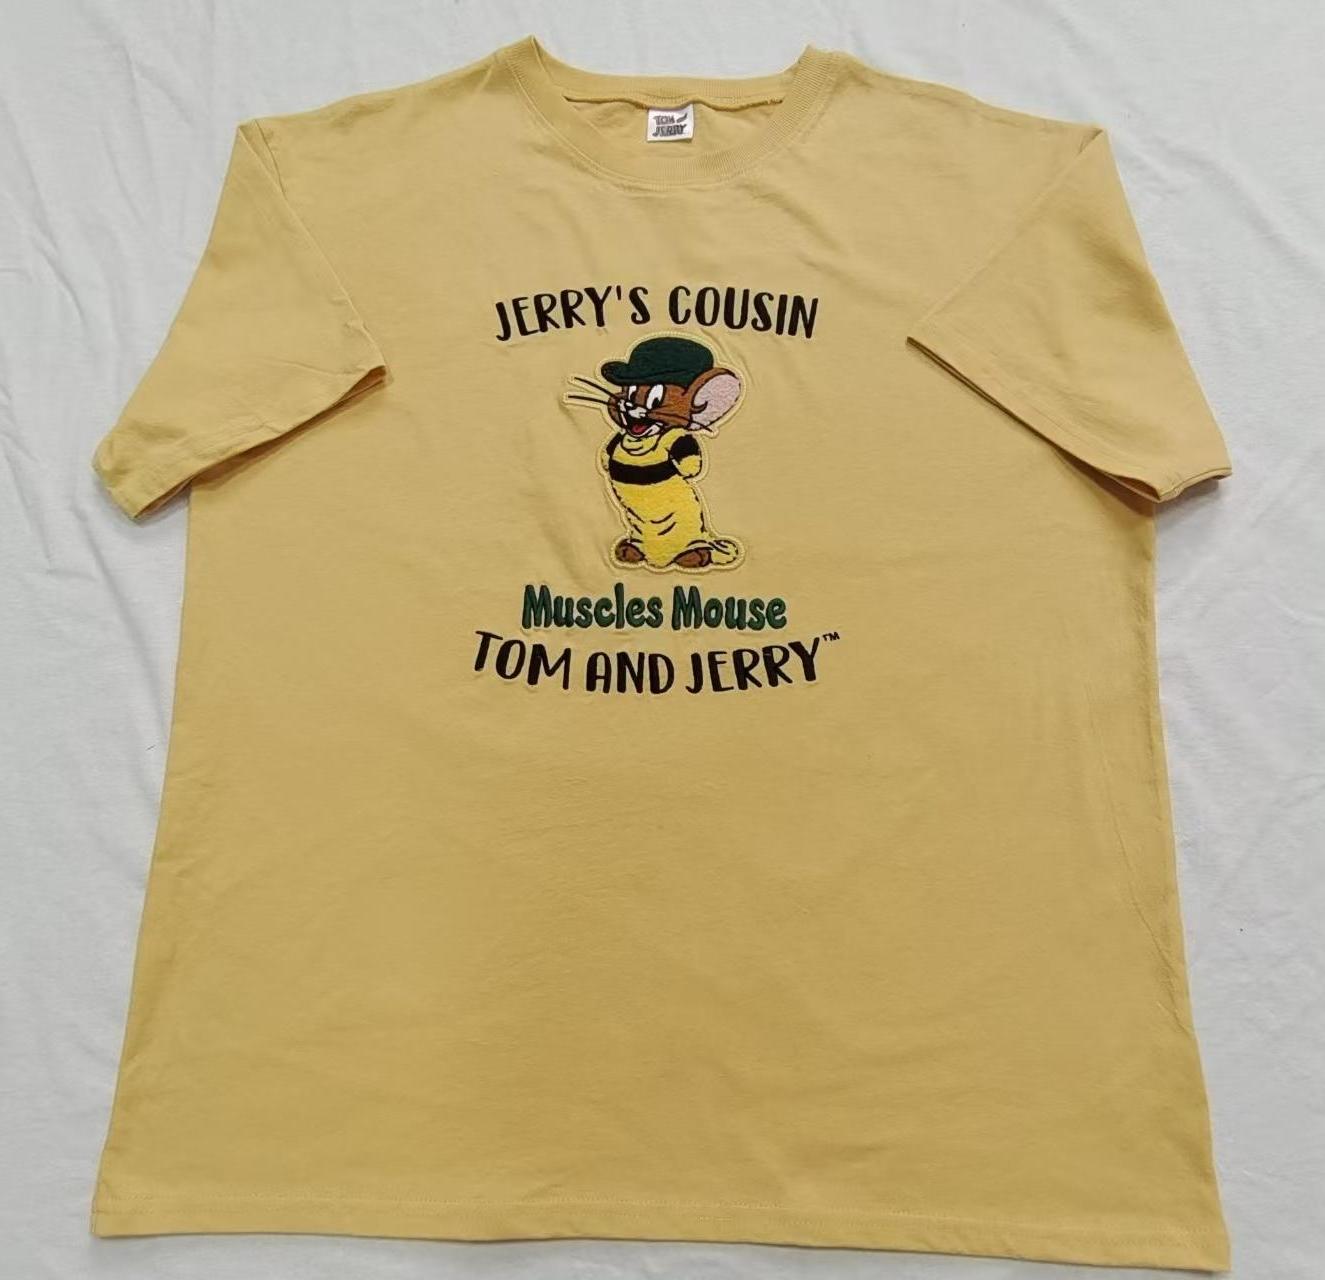 TOM
JERRY
JERRY'S COUSIN
Muscles Mouse
TOM AND JERRY™